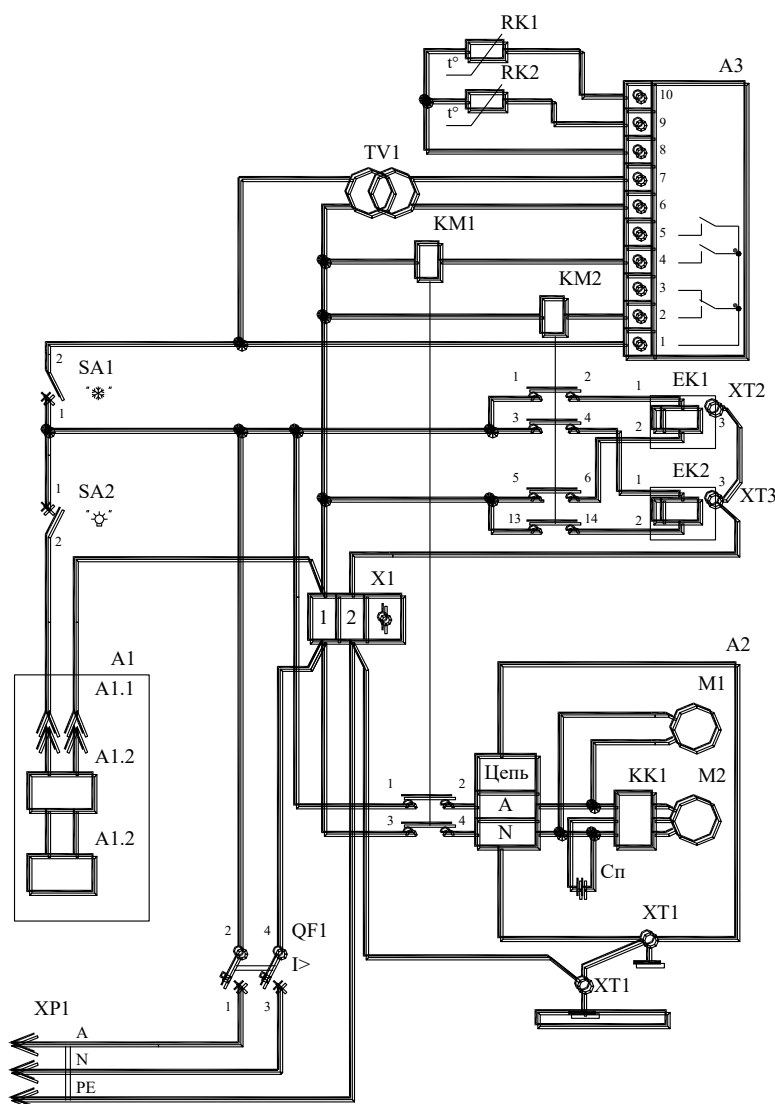 RK1
t°
RK2
t°
A3
10
9
8
TV1
7
6
KM1
5
4
KM2
3
2
1
2
SA1
"❄"
1
1 2
1 EK1 XT2
3 4
2 3
1
SA2
2
5 6
EK2
1 3
XT3
13 14
2
X1
1 2
A1
A1.1
A1.2
A1.2
A2
M1
Цепь
KK1 M2
1 2 A
3 4 N
Сп
2 4 QF1
I>
1 3
XT1
XT1
XP1
A
N
PE